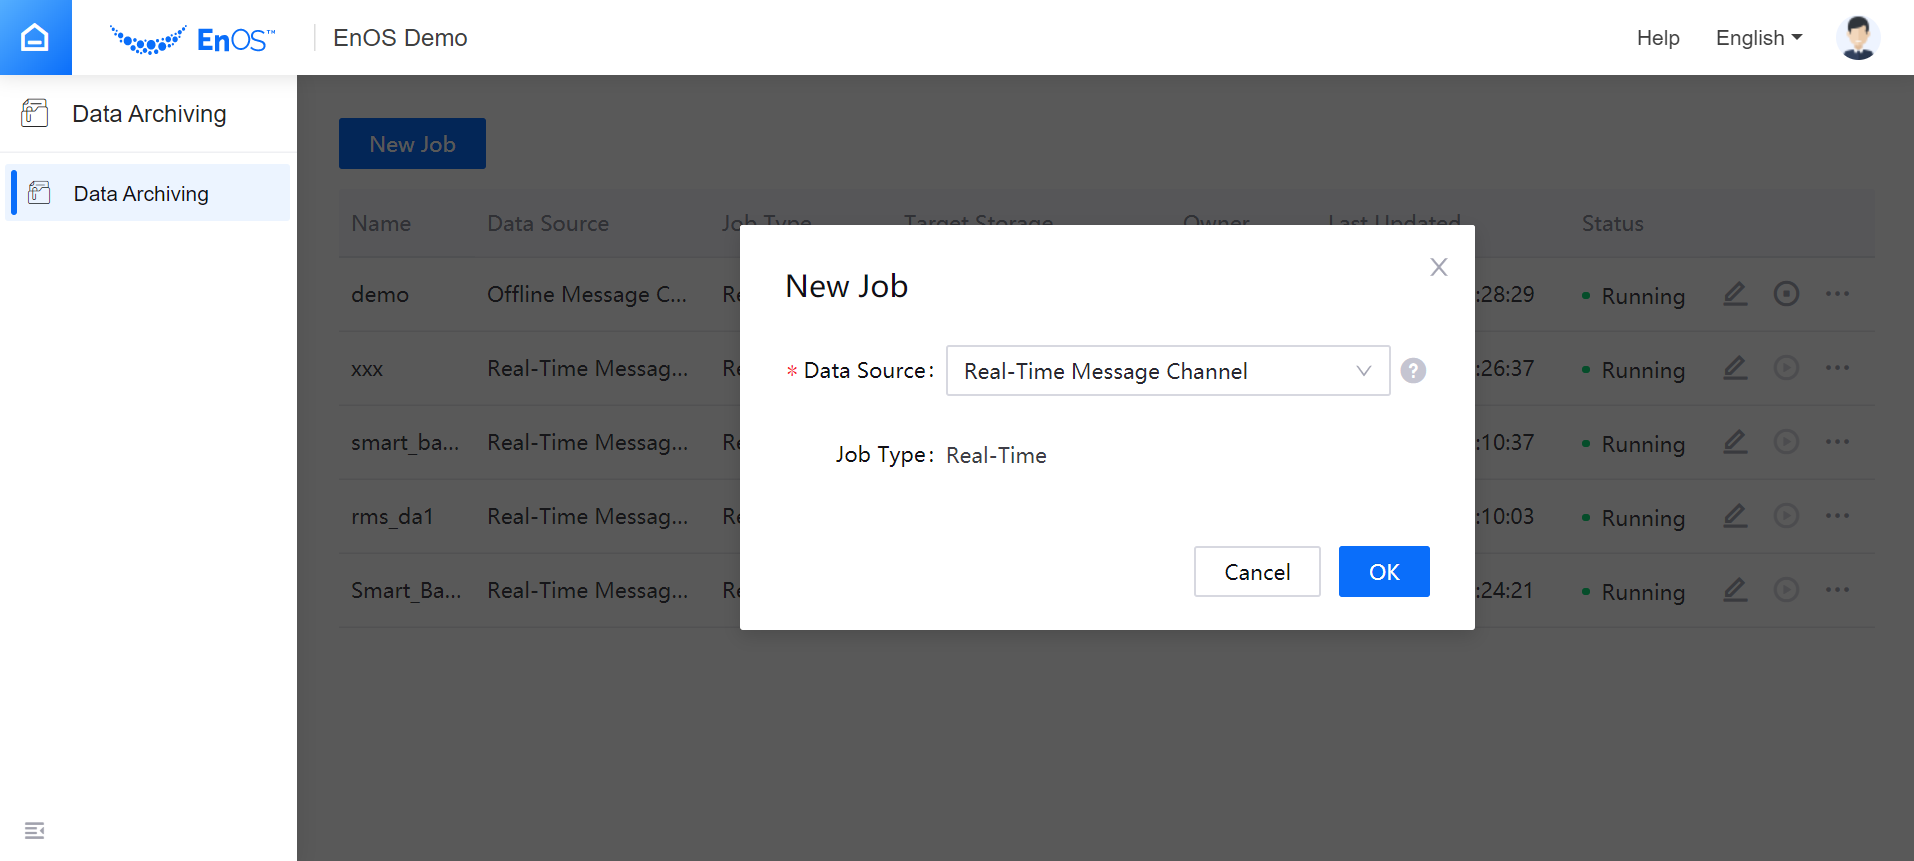 EnOS™ EnOS Demo Help English
Data Archiving
Data Archiving
New Job
Name Data Source Job Type Target Storage Owner Last Updated Status
demo Offline Message C... Re :28:29 Running
xxx Real-Time Messag... Re :26:37 Running
smart_ba... Real-Time Messag... Re :10:37 Running
rms_da1 Real-Time Messag... Re :10:03 Running
Smart_Ba... Real-Time Messag... Re :24:21 Running
New Job
* Data Source: Real-Time Message Channel ?
Job Type: Real-Time
Cancel OK